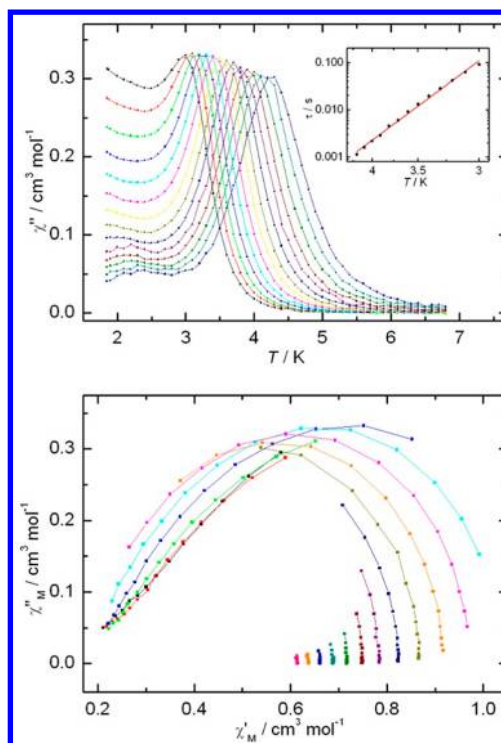 0.3
0.2
0.1
0.0
χ'' / cm³ mol⁻¹
2 3 4 5 6 7
T / K
0.100
0.010
0.001
τ / s
4 3.5 3
T / K
0.3
0.2
0.1
0.0
χ''M / cm³ mol⁻¹
0.2 0.4 0.6 0.8 1.0
χ'M / cm³ mol⁻¹